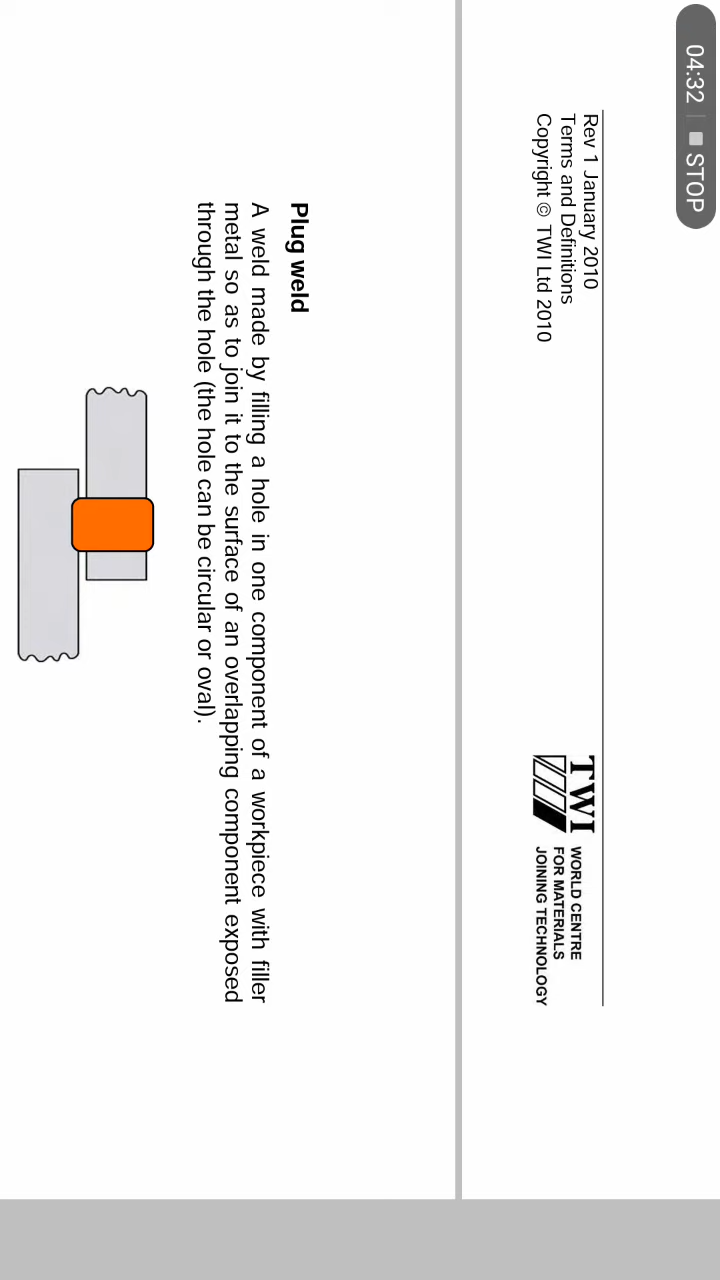 04:32 | STOP
Rev 1 January 2010
Terms and Definitions
Copyright © TWI Ltd 2010
TWI
WORLD CENTRE
FOR MATERIALS
JOINING TECHNOLOGY
Plug weld
A weld made by filling a hole in one component of a workpiece with filler
metal so as to join it to the surface of an overlapping component exposed
through the hole (the hole can be circular or oval).